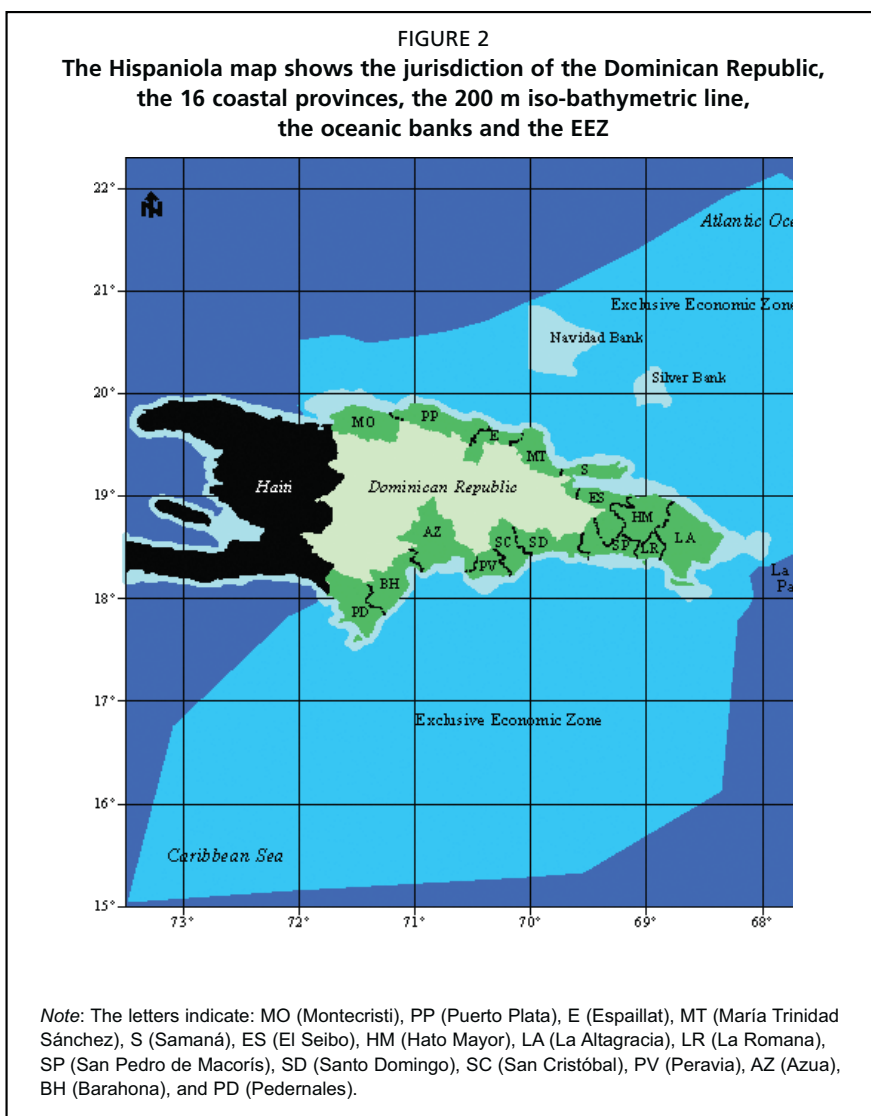 FIGURE 2
The Hispaniola map shows the jurisdiction of the Dominican Republic,
the 16 coastal provinces, the 200 m iso-bathymetric line,
the oceanic banks and the EEZ
22°
N
Atlantic Oce
21°
Exclusive Economic Zone
Navidad Bank
Silver Bank
20°
MO
PP
E
MT
S
Haiti
Dominican Republic
19°
ES
HM
AZ
SC
SD
SP
LR
LA
PV
La
Pa
BH
18°
PD
17°
Exclusive Economic Zone
16°
Caribbean Sea
15°
73°
72°
71°
70°
69°
68°
Note: The letters indicate: MO (Montecristi), PP (Puerto Plata), E (Espaillat), MT (María Trinidad
Sánchez), S (Samaná), ES (El Seibo), HM (Hato Mayor), LA (La Altagracia), LR (La Romana),
SP (San Pedro de Macorís), SD (Santo Domingo), SC (San Cristóbal), PV (Peravia), AZ (Azua),
BH (Barahona), and PD (Pedernales).